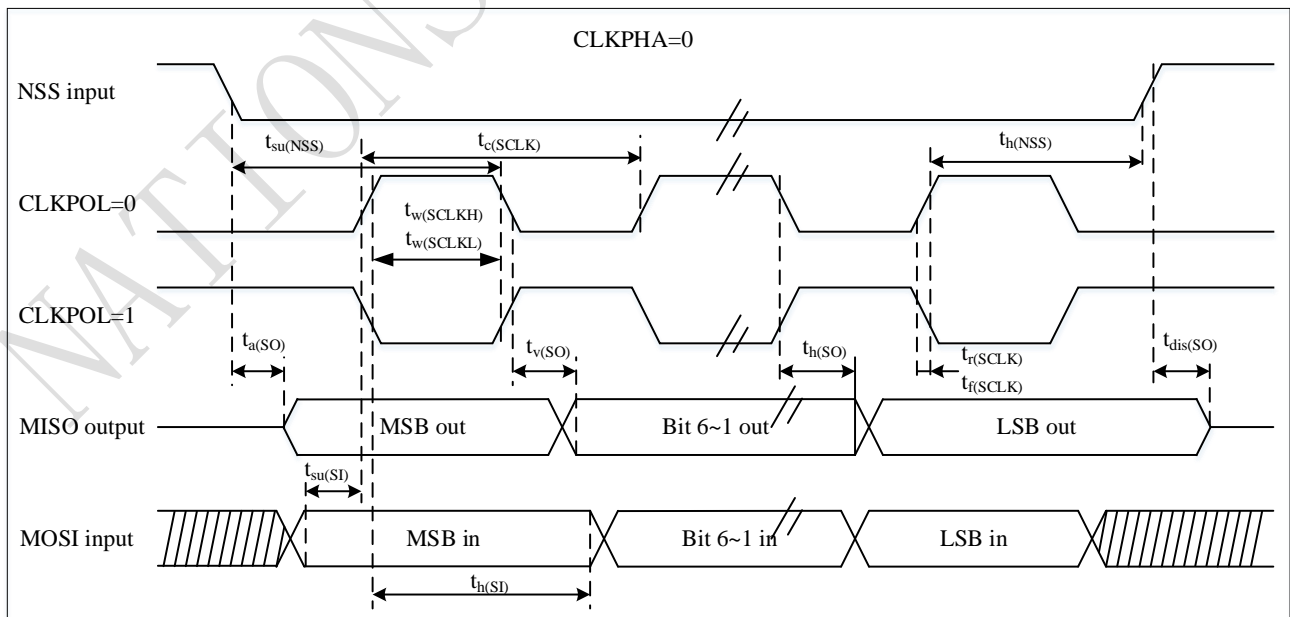 CLKPHA=0
NSS input
tsu(NSS)
tc(SCLK)
th(NSS)
CLKPOL=0
tw(SCLKH)
tw(SCLKL)
CLKPOL=1
ta(SO)
tv(SO)
th(SO)
tr(SCLK)
tf(SCLK)
tdis(SO)
MISO output
MSB out
Bit 6~1 out
LSB out
tsu(SI)
MOSI input
MSB in
Bit 6~1 in
LSB in
th(SI)
NATIONS